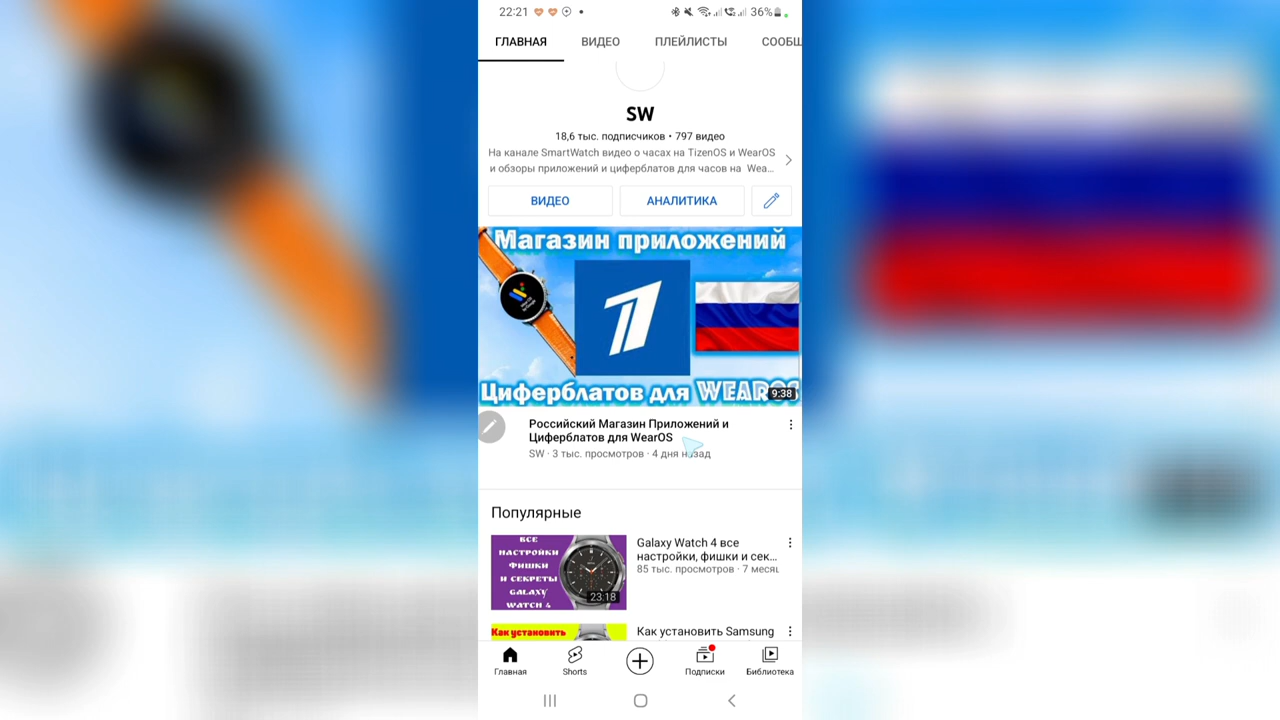 22:21
36%
ГЛАВНАЯ ВИДЕО ПЛЕЙЛИСТЫ СООБЩ
SW
18,6 тыс. подписчиков • 797 видео
На канале SmartWatch видео о часах на TizenOS и WearOS
и обзоры приложений и циферблатов для часов на Wea...
ВИДЕО АНАЛИТИКА
Магазин приложений
1
Циферблатов для WEAROS
9:38
Российский Магазин Приложений и
Циферблатов для WearOS
SW · 3 тыс. просмотров · 4 дня назад
Популярные
ВСЕ
НАСТРОЙКИ
ФИШКИ
И СЕКРЕТЫ
GALAXY
WATCH 4
23:18
Galaxy Watch 4 все
настройки, фишки и сек...
85 тыс. просмотров · 7 месяц
Как установить
Как установить Samsung
Главная Shorts Подписки Библиотека